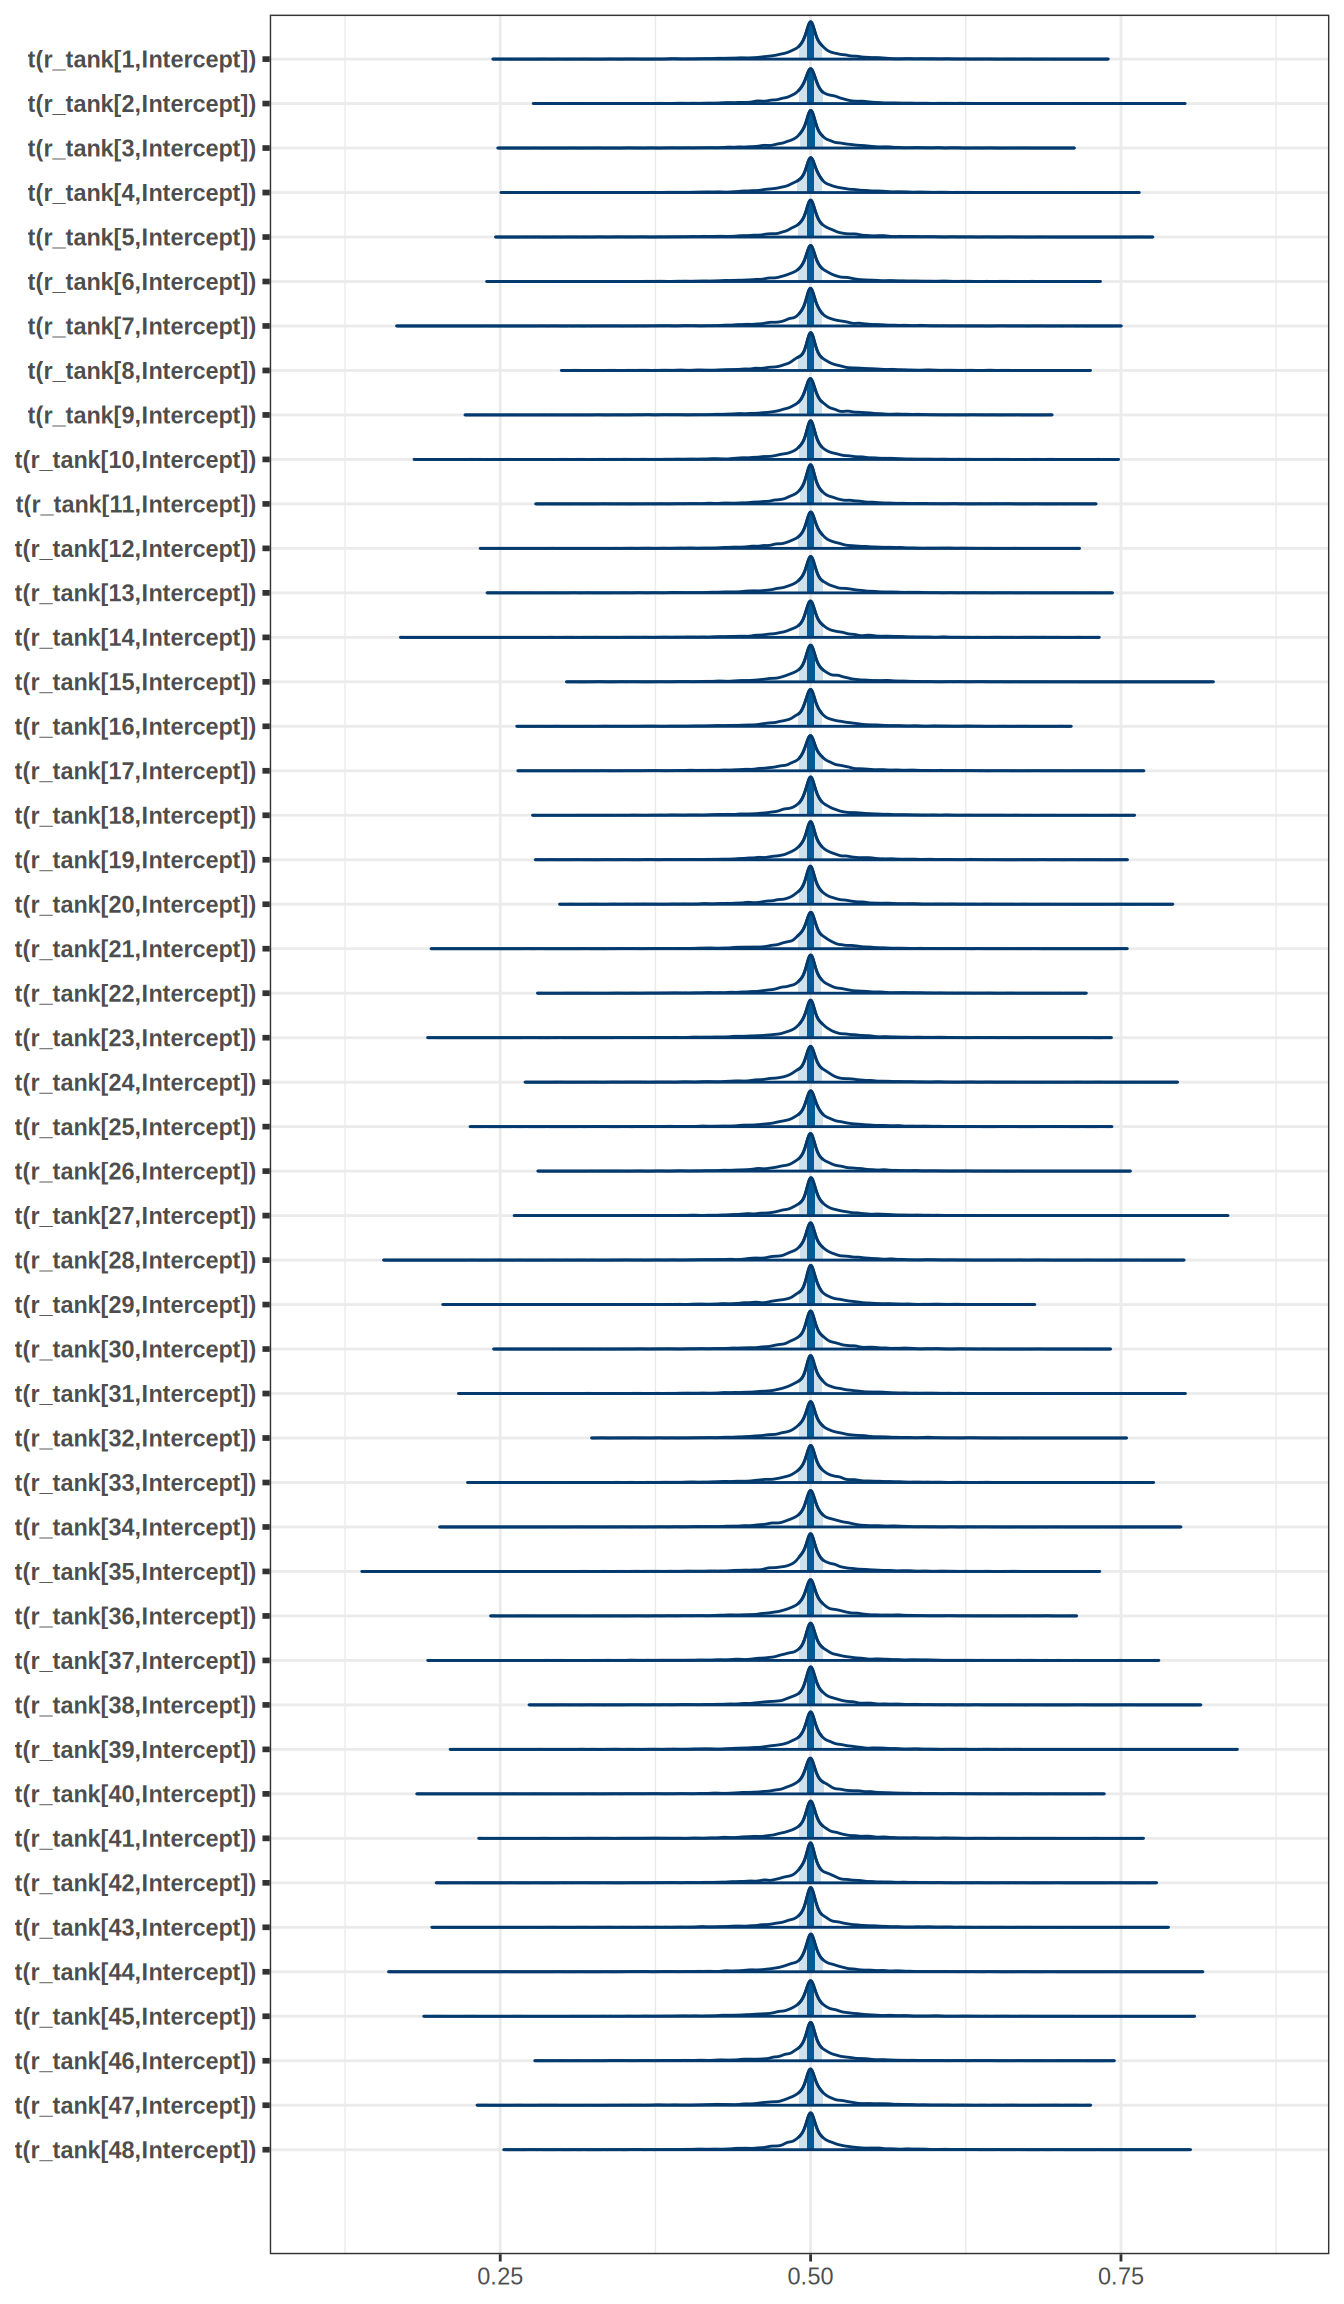 t(r_tank[1,Intercept])
t(r_tank[2,Intercept])
t(r_tank[3,Intercept])
t(r_tank[4,Intercept])
t(r_tank[5,Intercept])
t(r_tank[6,Intercept])
t(r_tank[7,Intercept])
t(r_tank[8,Intercept])
t(r_tank[9,Intercept])
t(r_tank[10,Intercept])
t(r_tank[11,Intercept])
t(r_tank[12,Intercept])
t(r_tank[13,Intercept])
t(r_tank[14,Intercept])
t(r_tank[15,Intercept])
t(r_tank[16,Intercept])
t(r_tank[17,Intercept])
t(r_tank[18,Intercept])
t(r_tank[19,Intercept])
t(r_tank[20,Intercept])
t(r_tank[21,Intercept])
t(r_tank[22,Intercept])
t(r_tank[23,Intercept])
t(r_tank[24,Intercept])
t(r_tank[25,Intercept])
t(r_tank[26,Intercept])
t(r_tank[27,Intercept])
t(r_tank[28,Intercept])
t(r_tank[29,Intercept])
t(r_tank[30,Intercept])
t(r_tank[31,Intercept])
t(r_tank[32,Intercept])
t(r_tank[33,Intercept])
t(r_tank[34,Intercept])
t(r_tank[35,Intercept])
t(r_tank[36,Intercept])
t(r_tank[37,Intercept])
t(r_tank[38,Intercept])
t(r_tank[39,Intercept])
t(r_tank[40,Intercept])
t(r_tank[41,Intercept])
t(r_tank[42,Intercept])
t(r_tank[43,Intercept])
t(r_tank[44,Intercept])
t(r_tank[45,Intercept])
t(r_tank[46,Intercept])
t(r_tank[47,Intercept])
t(r_tank[48,Intercept])
0.25 0.50 0.75